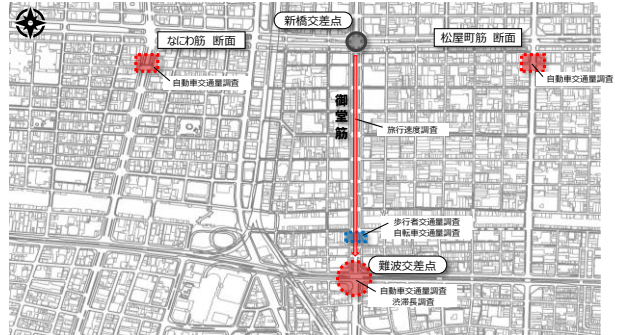 新橋交差点
なにわ筋 断面
松屋町筋 断面
自動車交通量調査
自動車交通量調査
御堂筋
旅行速度調査
歩行者交通量調査
自転車交通量調査
難波交差点
自動車交通量調査
渋滞長調査